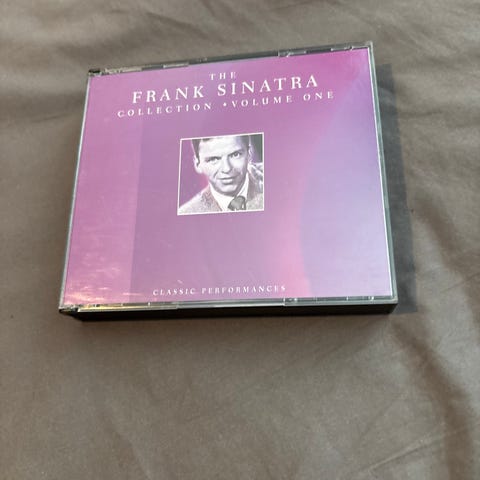 THE
FRANK SINATRA
COLLECTION • VOLUME ONE
CLASSIC PERFORMANCES